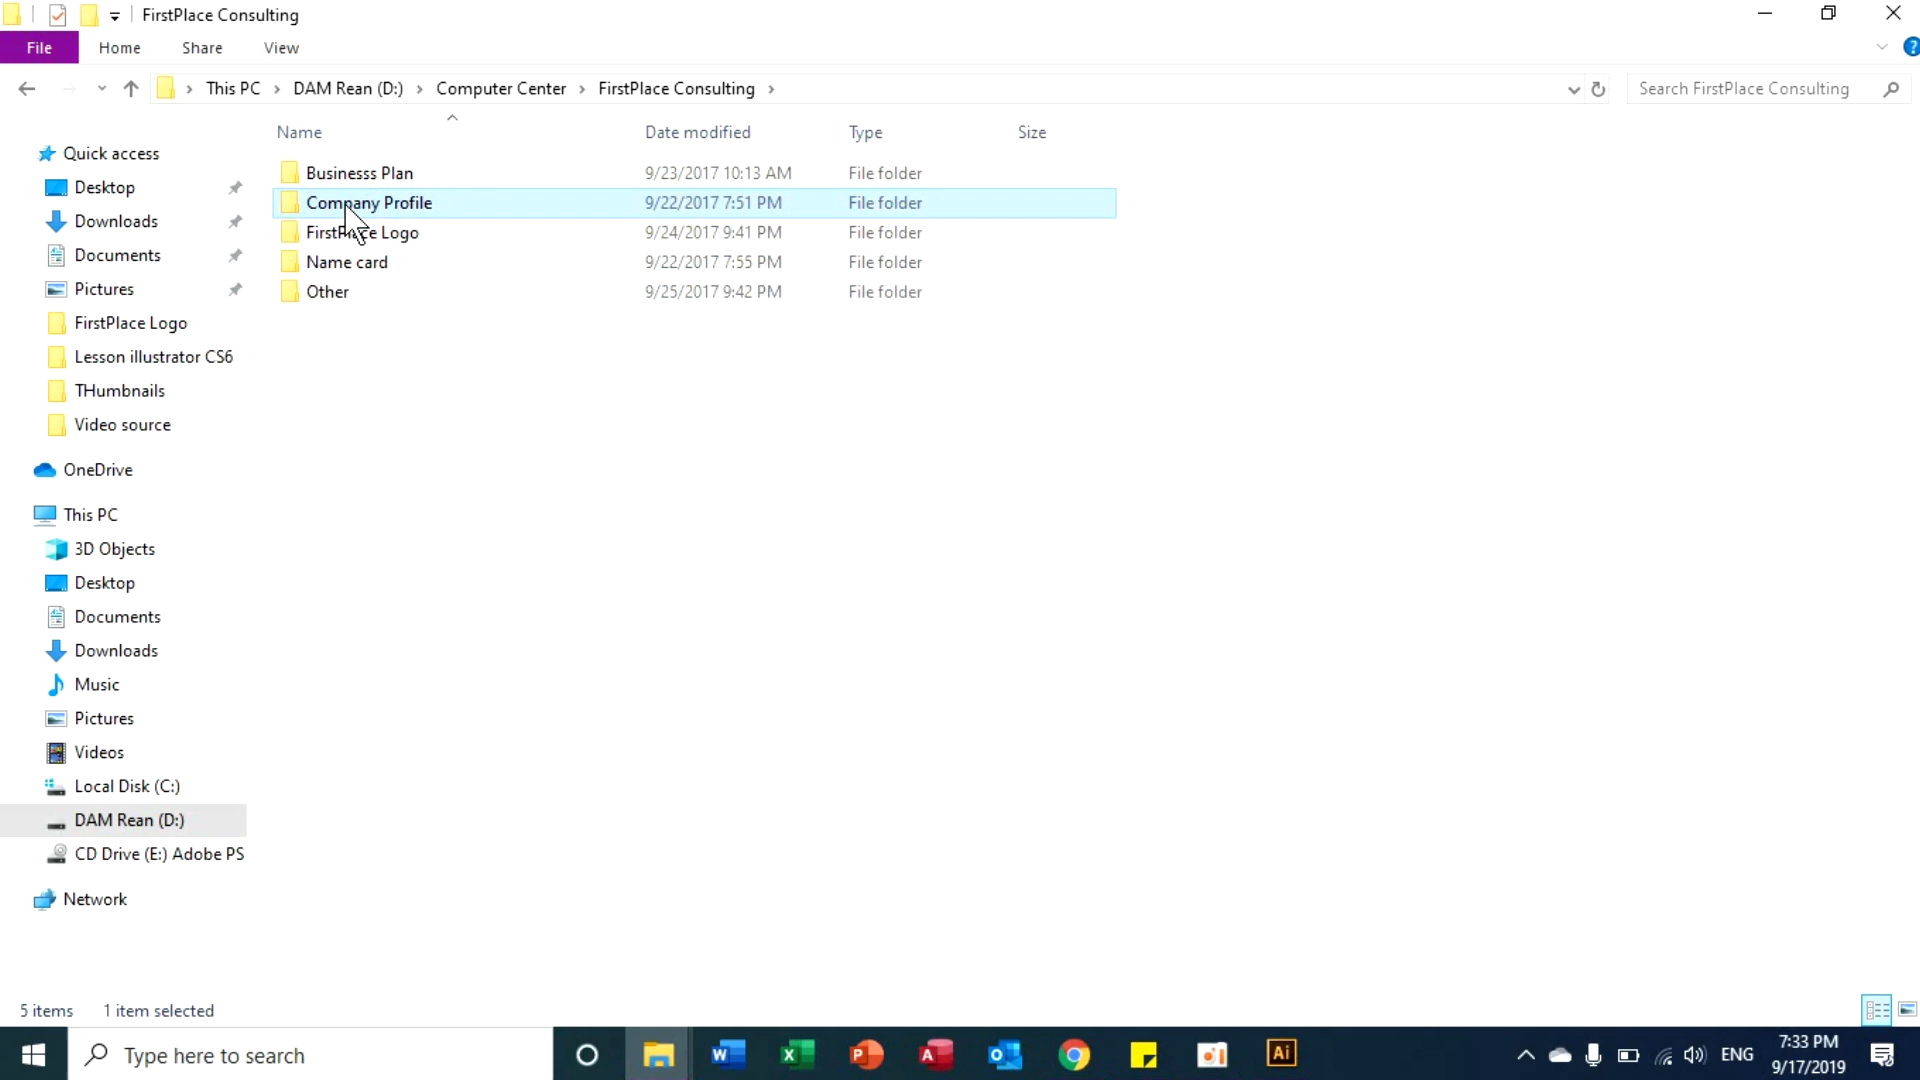 FirstPlace Consulting
File Home Share View
This PC DAM Rean (D:) Computer Center FirstPlace Consulting Search FirstPlace Consulting
Name Date modified Type Size
Quick access
Desktop
Downloads
Documents
Pictures
FirstPlace Logo
Lesson illustrator CS6
THumbnails
Video source
OneDrive
This PC
3D Objects
Desktop
Documents
Downloads
Music
Pictures
Videos
Local Disk (C:)
DAM Rean (D:)
CD Drive (E:) Adobe PS
Network
Businesss Plan 9/23/2017 10:13 AM File folder
Company Profile 9/22/2017 7:51 PM File folder
FirstPlace Logo 9/24/2017 9:41 PM File folder
Name card 9/22/2017 7:55 PM File folder
Other 9/25/2017 9:42 PM File folder
5 items 1 item selected
Type here to search
ENG
7:33 PM
9/17/2019